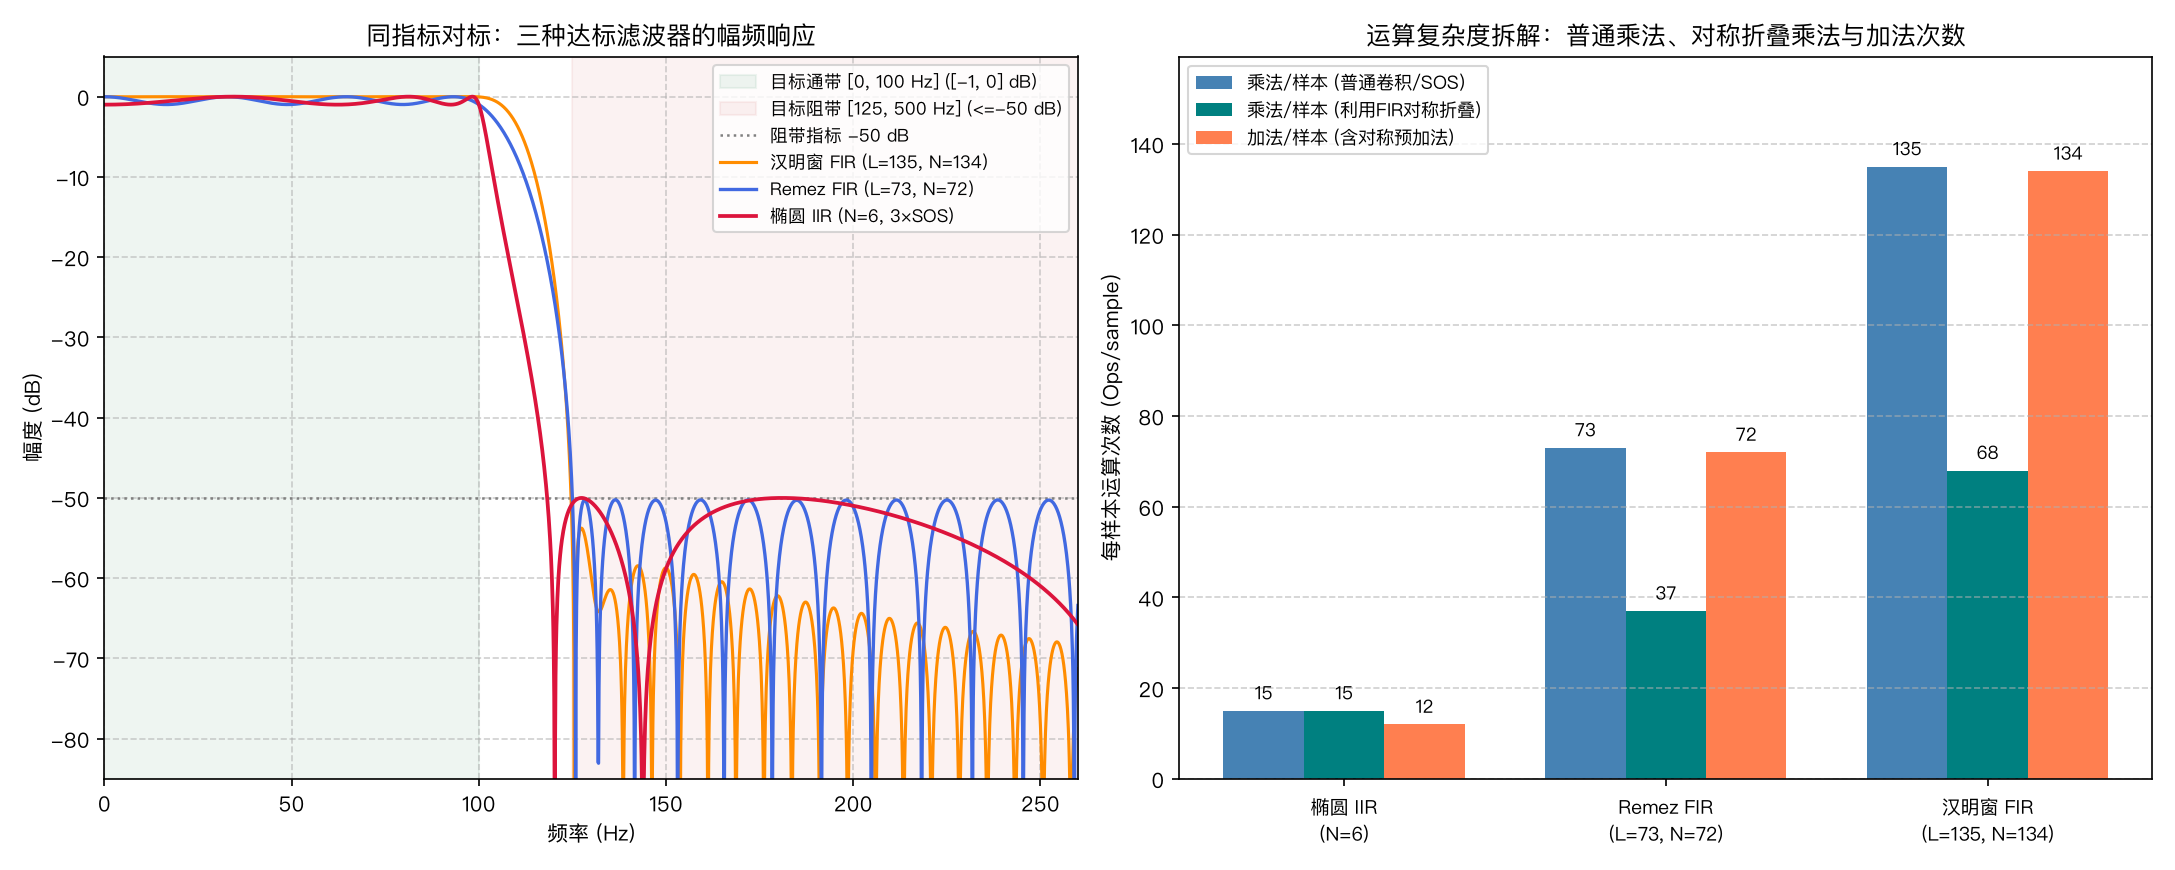 同指标对标：三种达标滤波器的幅频响应
0
−10
−20
−30
−40
−50
−60
−70
−80
幅度 (dB)
0
50
100
150
200
250
频率 (Hz)
目标通带 [0, 100 Hz] ([−1, 0] dB)
目标阻带 [125, 500 Hz] (<=−50 dB)
阻带指标 −50 dB
汉明窗 FIR (L=135, N=134)
Remez FIR (L=73, N=72)
椭圆 IIR (N=6, 3×SOS)
运算复杂度拆解：普通乘法、对称折叠乘法与加法次数
乘法/样本 (普通卷积/SOS)
乘法/样本 (利用FIR对称折叠)
加法/样本 (含对称预加法)
140
120
100
80
60
40
20
0
每样本运算次数 (Ops/sample)
15
15
12
73
37
72
135
68
134
椭圆 IIR
(N=6)
Remez FIR
(L=73, N=72)
汉明窗 FIR
(L=135, N=134)